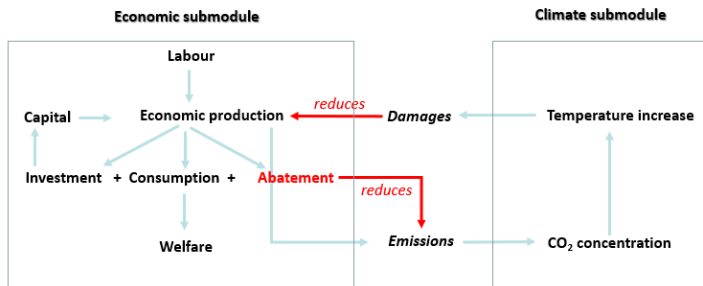 Economic submodule
Climate submodule
Labour
reduces
Capital
Economic production
Damages
Temperature increase
Investment + Consumption + Abatement
reduces
Welfare
Emissions
CO₂ concentration